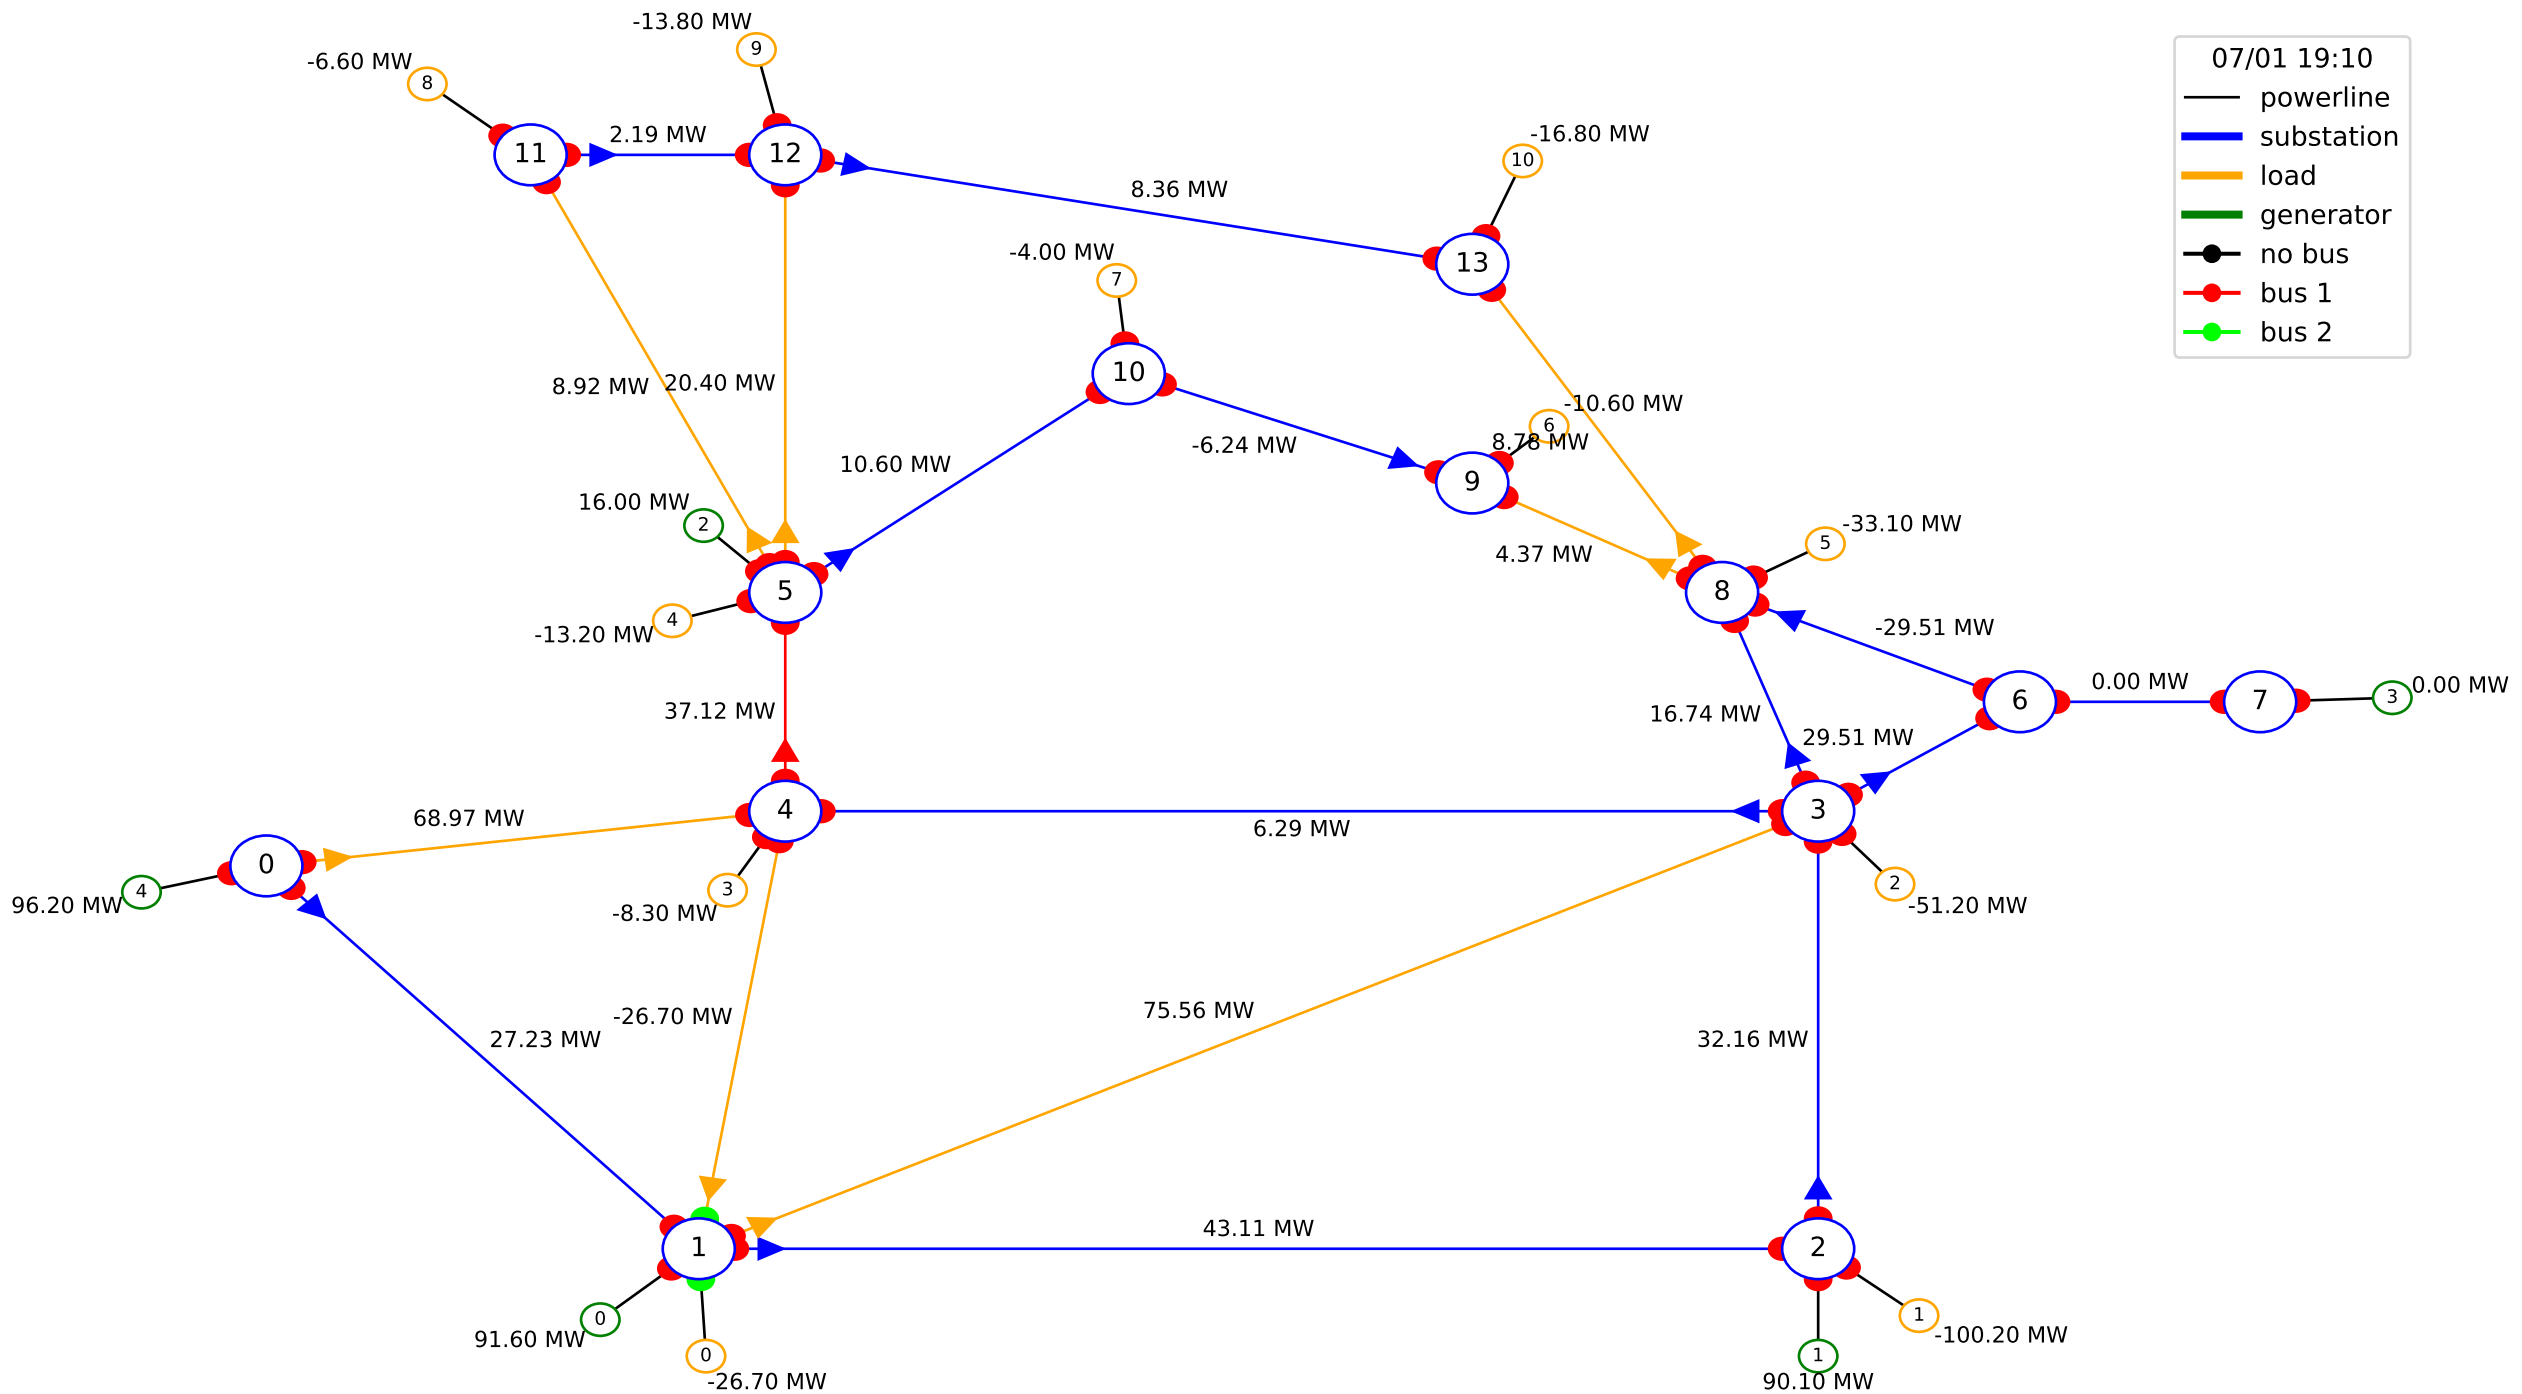 -13.80 MW
9
-6.60 MW
8
07/01 19:10
powerline
substation
load
generator
no bus
bus 1
bus 2
11
2.19 MW
12
-16.80 MW
10
8.36 MW
13
-4.00 MW
7
10
8.92 MW
20.40 MW
-10.60 MW
6
8.78 MW
-6.24 MW
10.60 MW
9
16.00 MW
2
-33.10 MW
5
4.37 MW
5
8
4
-13.20 MW
-29.51 MW
0.00 MW
0.00 MW
6
7
3
37.12 MW
16.74 MW
29.51 MW
68.97 MW
4
6.29 MW
3
0
4
96.20 MW
3
-8.30 MW
2
-51.20 MW
-26.70 MW
75.56 MW
27.23 MW
32.16 MW
43.11 MW
1
2
0
91.60 MW
0
-26.70 MW
1
-100.20 MW
1
90.10 MW